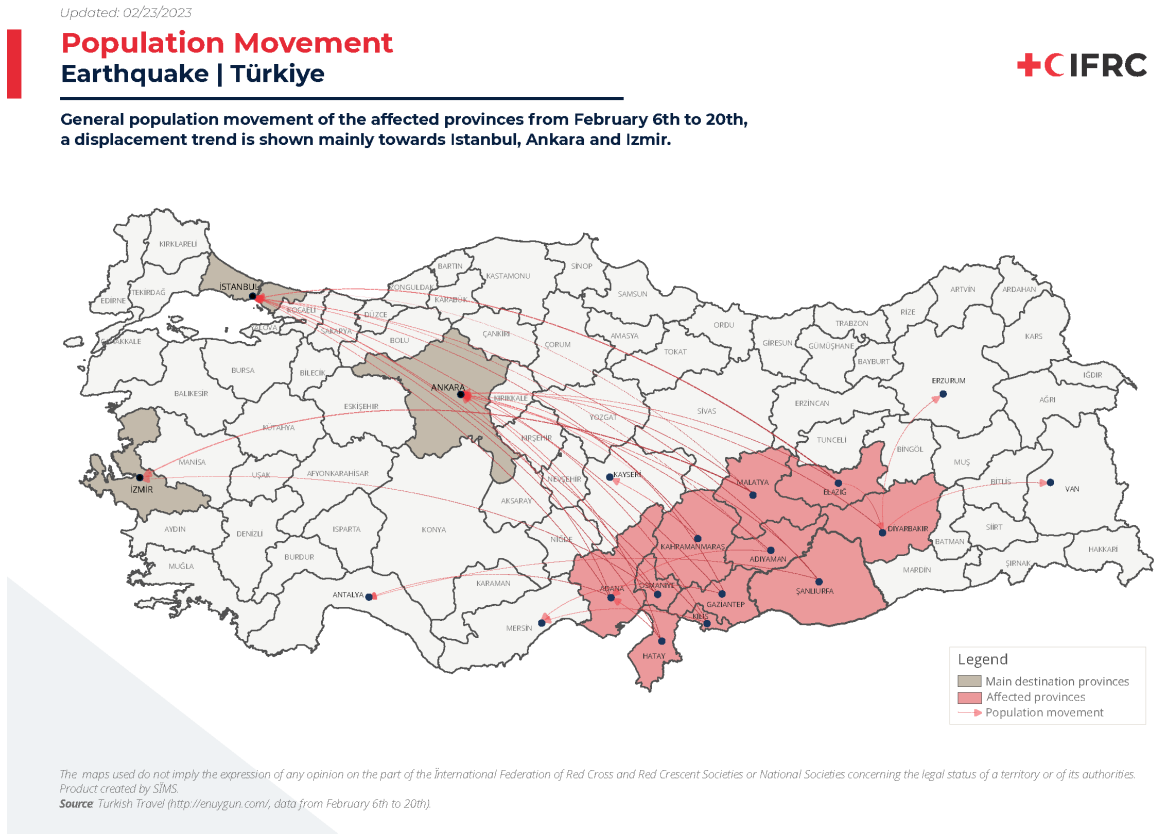 Updated: 02/23/2023
Population Movement
Earthquake | Türkiye
IFRC
General population movement of the affected provinces from February 6th to 20th,
a displacement trend is shown mainly towards Istanbul, Ankara and Izmir.
KIRKLARELİ
EDİRNE
TEKİRDAĞ
İSTANBUL
KOCAELİ
YALOVA
SAKARYA
DÜZCE
ZONGULDAK
BARTIN
KARABÜK
KASTAMONU
SİNOP
SAMSUN
BOLU
ÇANKIRI
ÇORUM
AMASYA
TOKAT
ORDU
GİRESUN
GÜMÜŞHANE
TRABZON
BAYBURT
RİZE
ARTVİN
ARDAHAN
KARS
IĞDIR
AĞRI
ERZURUM
ERZİNCAN
TUNCELİ
BİNGÖL
MUŞ
BİTLİS
VAN
SİİRT
BATMAN
ŞIRNAK
HAKKARİ
MARDİN
BALIKESİR
BURSA
BİLECİK
ESKİŞEHİR
ANKARA
KIRIKKALE
YOZGAT
SİVAS
KÜTAHYA
MANİSA
UŞAK
AFYONKARAHİSAR
KIRŞEHİR
NEVŞEHİR
KAYSERİ
AKSARAY
NİĞDE
KONYA
İZMİR
AYDIN
DENİZLİ
ISPARTA
BURDUR
MUĞLA
ANTALYA
KARAMAN
MERSİN
ADANA
OSMANİYE
KAHRAMANMARAŞ
MALATYA
ELAZIĞ
DİYARBAKIR
ADIYAMAN
ŞANLIURFA
GAZİANTEP
KİLİS
HATAY
Legend
Main destination provinces
Affected provinces
Population movement
The maps used do not imply the expression of any opinion on the part of the International Federation of Red Cross and Red Crescent Societies or National Societies concerning the legal status of a territory or of its authorities.
Product created by SİMS.
Source: Turkish Travel (http://enuygun.com/, data from February 6th to 20th).